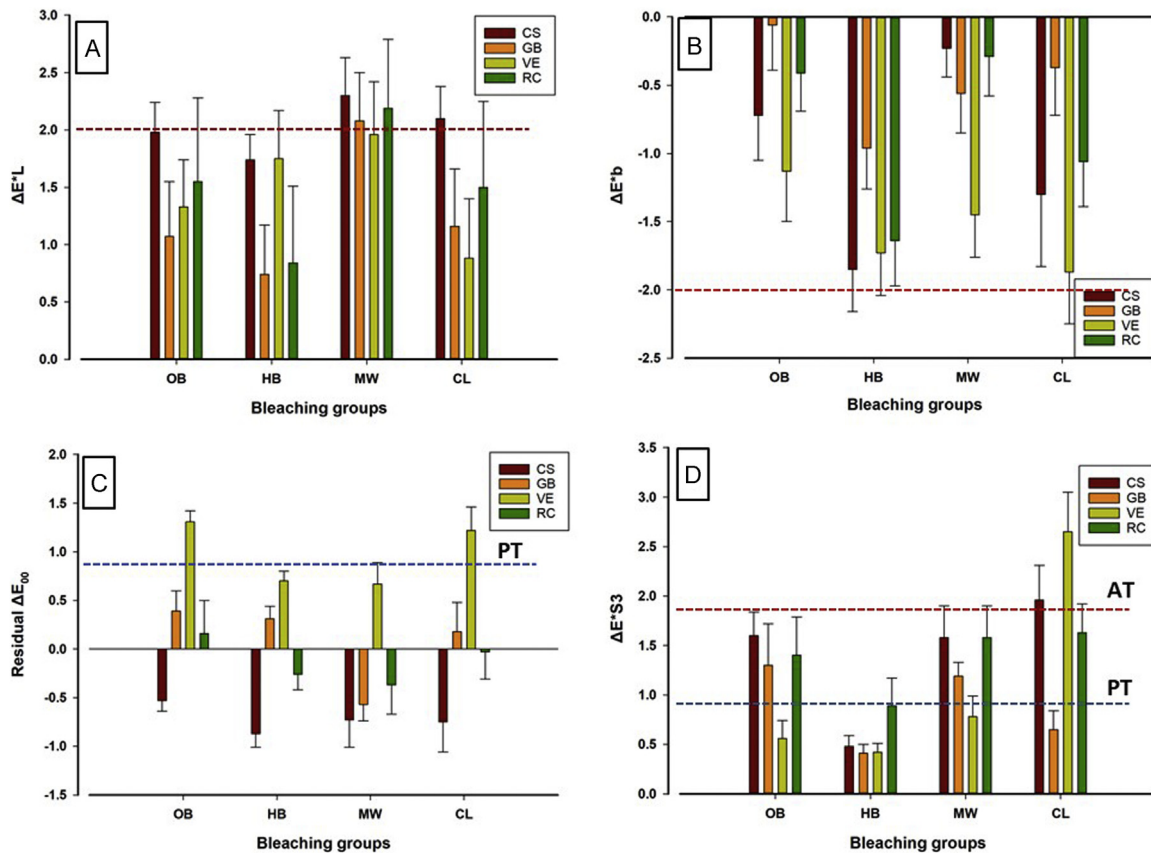 A
CS
GB
VE
RC
3.0
2.5
2.0
1.5
1.0
0.5
0.0
ΔE*L
OB HB MW CL
Bleaching groups
B
0.0
-0.5
-1.0
-1.5
-2.0
-2.5
ΔE*b
CS
GB
VE
RC
OB HB MW CL
Bleaching groups
C
CS
GB
VE
RC
2.0
1.5
1.0
0.5
0.0
-0.5
-1.0
-1.5
Residual ΔE₀₀
PT
OB HB MW CL
Bleaching groups
D
CS
GB
VE
RC
3.5
3.0
2.5
2.0
1.5
1.0
0.5
0.0
ΔE*S3
AT
PT
OB HB MW CL
Bleaching groups